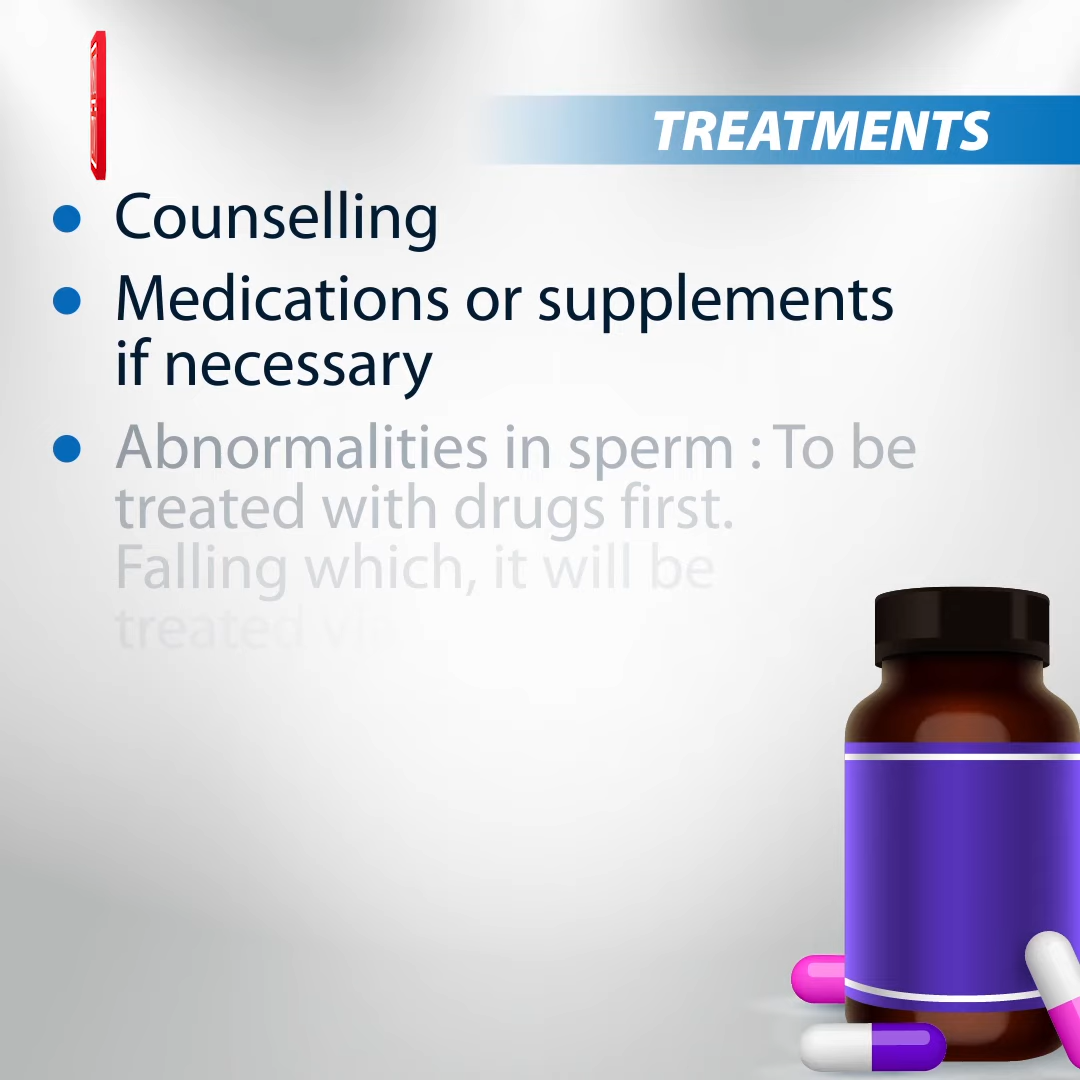 TREATMENTS
• Counselling
• Medications or supplements
if necessary
• Abnormalities in sperm : To be
treated with drugs first.
Falling which, it will be
treated via